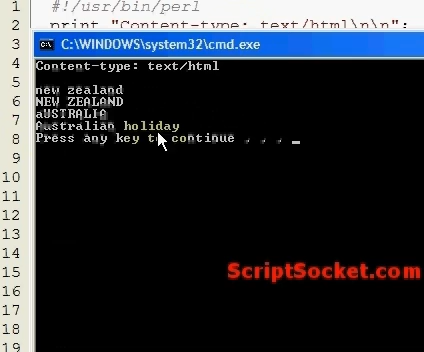 1 #!/usr/bin/perl
2 print "Content-type: text/html\n\n";
3 C:\WINDOWS\system32\cmd.exe
4 Content-type: text/html
5
6 new zealand
NEW ZEALAND
7 aUSTRALIA
Australian holiday
8 Press any key to continue . . . _
9
10
11
12
13
14
15 ScriptSocket.com
16
17
18
19